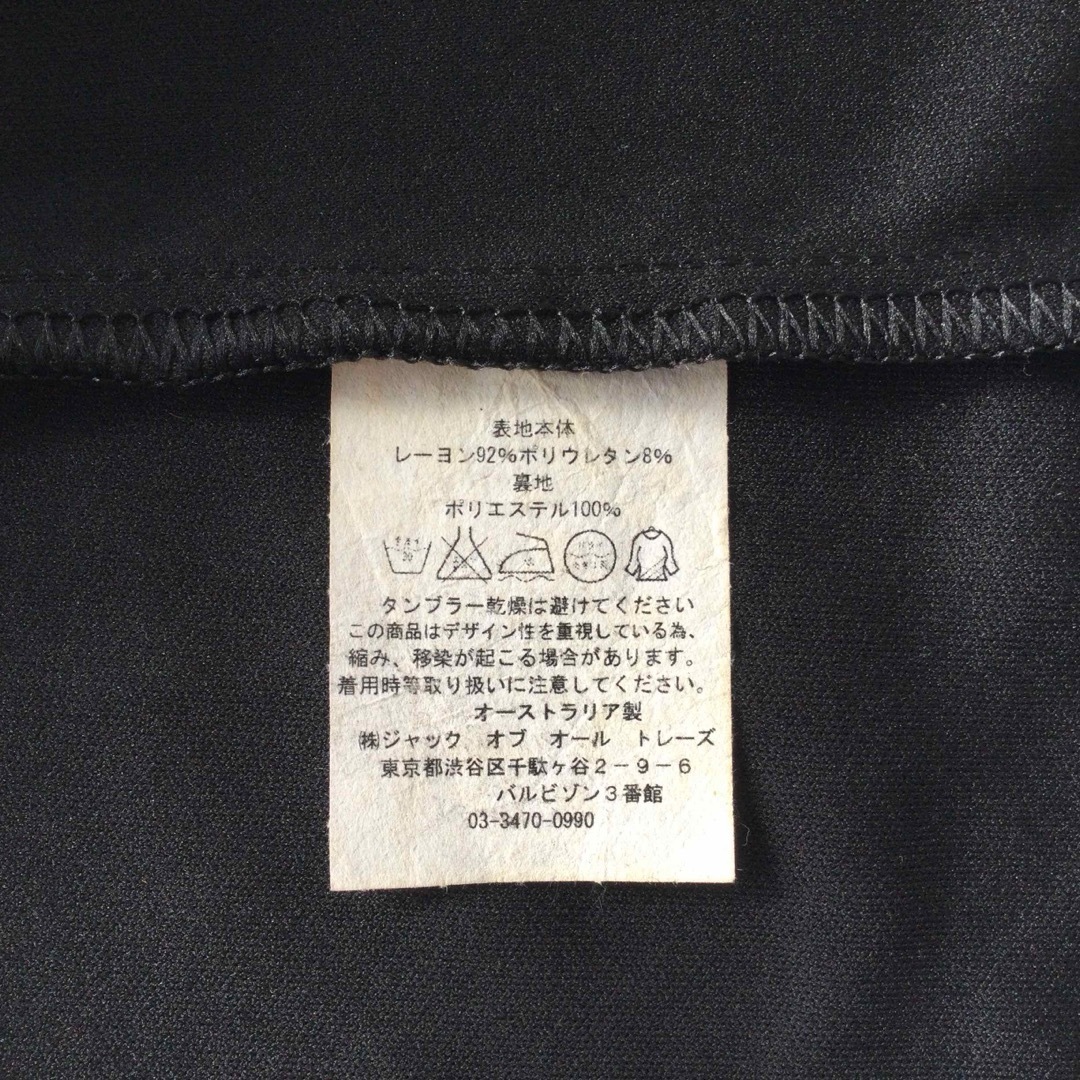 表地本体
レーヨン92%ポリウレタン8%
裏地
ポリエステル100%
タンブラー乾燥は避けてください
この商品はデザイン性を重視している為、
縮み、移染が起こる場合があります。
着用時等取り扱いに注意してください。
オーストラリア製
㈱ジャック オブ オール トレーズ
東京都渋谷区千駄ヶ谷2-9-6
バルビゾン3番館
03-3470-0990